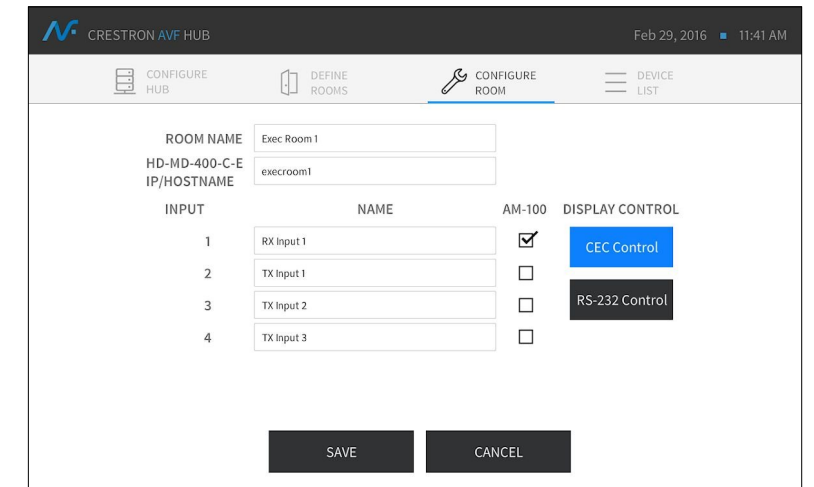 CRESTRON AVF HUB
Feb 29, 2016 ▪ 11:41 AM
CONFIGURE
HUB
DEFINE
ROOMS
CONFIGURE
ROOM
DEVICE
LIST
ROOM NAME
Exec Room 1
HD-MD-400-C-E
IP/HOSTNAME
execroom1
INPUT NAME AM-100 DISPLAY CONTROL
1 RX Input 1
CEC Control
2 TX Input 1
3 TX Input 2
RS-232 Control
4 TX Input 3
SAVE CANCEL